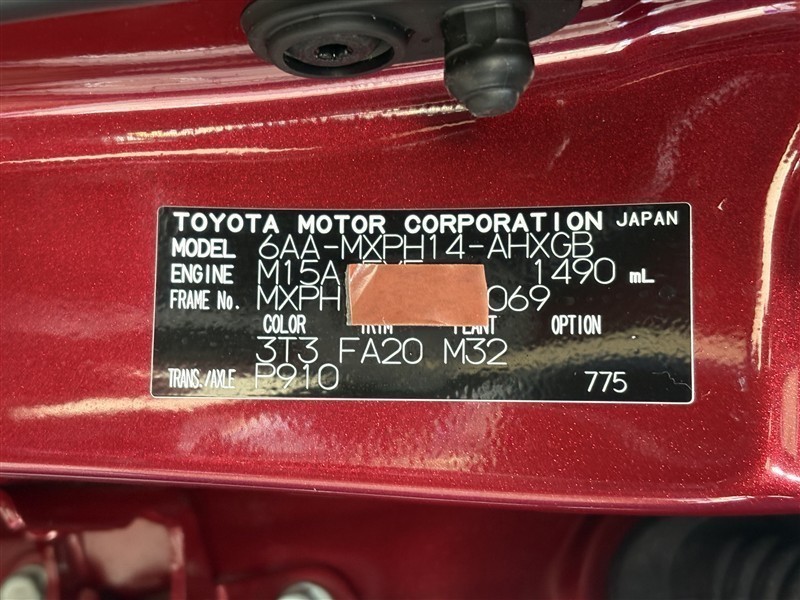 TOYOTA MOTOR CORPORATION JAPAN
MODEL 6AA-MXPH14-AHXGB
ENGINE M15A 1490 mL
FRAME No. MXPH 069
COLOR TRIM PLANT OPTION
3T3 FA20 M32
TRANS./AXLE P910 775